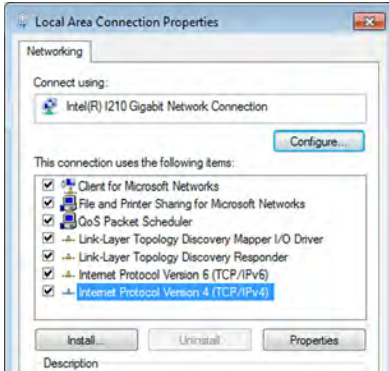 Local Area Connection Properties
Networking
Connect using:
Intel(R) I210 Gigabit Network Connection
Configure...
This connection uses the following items:
Client for Microsoft Networks
File and Printer Sharing for Microsoft Networks
QoS Packet Scheduler
Link-Layer Topology Discovery Mapper I/O Driver
Link-Layer Topology Discovery Responder
Internet Protocol Version 6 (TCP/IPv6)
Internet Protocol Version 4 (TCP/IPv4)
Install... Uninstall Properties
Description